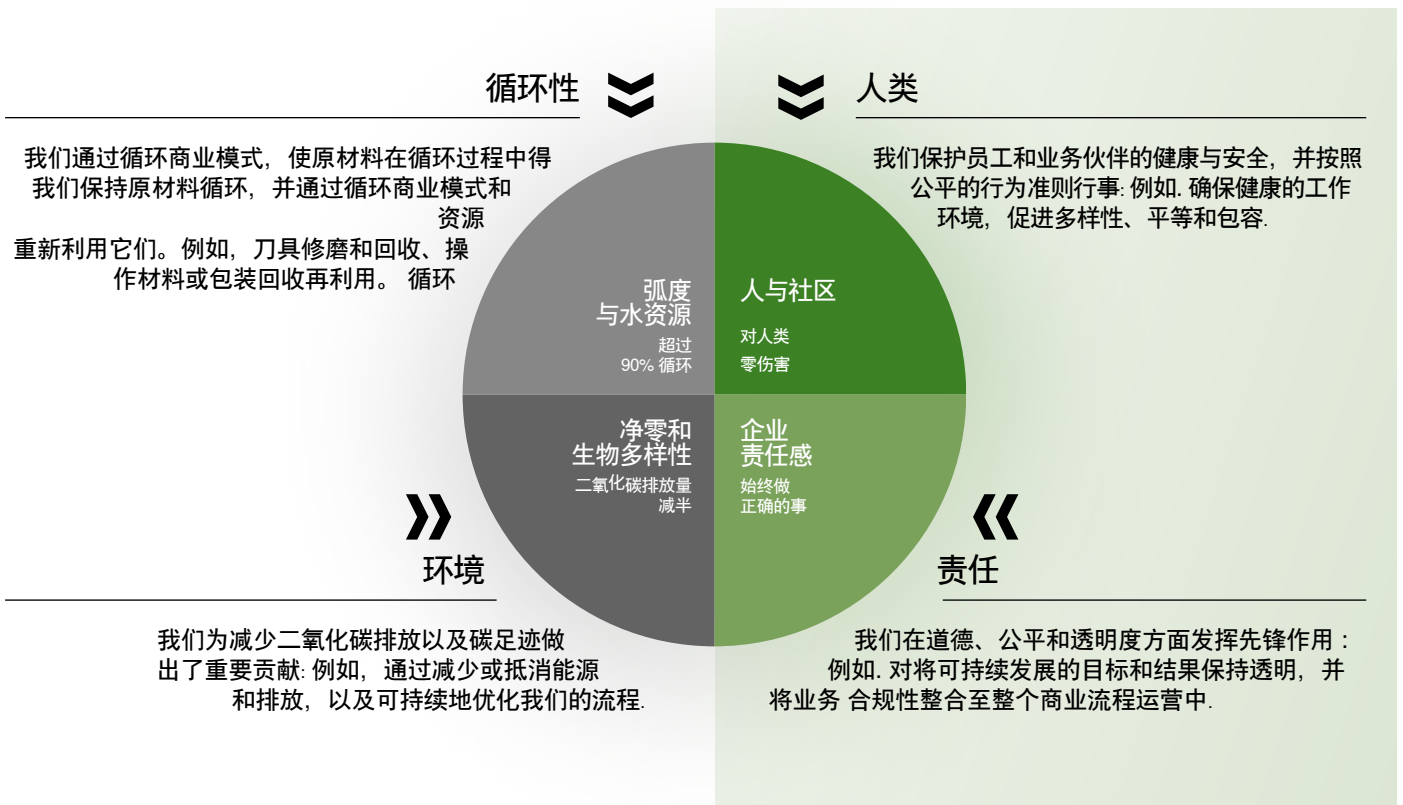 循环性
我们通过循环商业模式，使原材料在循环过程中得
我们保持原材料循环，并通过循环商业模式和
资源
重新利用它们。例如，刀具修磨和回收、操
作材料或包装回收再利用。 循环
人类
我们保护员工和业务伙伴的健康与安全，并按照
公平的行为准则行事: 例如. 确保健康的工作
环境，促进多样性、平等和包容.
弧度
与水资源
超过
90% 循环
人与社区
对人类
零伤害
净零和
生物多样性
二氧化碳排放量
减半
企业
责任感
始终做
正确的事
环境
我们为减少二氧化碳排放以及碳足迹做
出了重要贡献: 例如，通过减少或抵消能源
和排放，以及可持续地优化我们的流程.
责任
我们在道德、公平和透明度方面发挥先锋作用：
例如. 对将可持续发展的目标和结果保持透明，并
将业务 合规性整合至整个商业流程运营中.